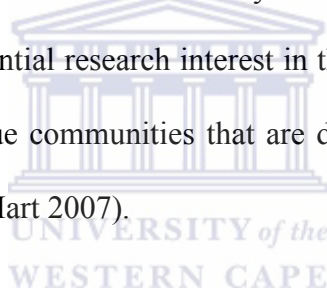 ntial research interest in t
ue communities that are d
Hart 2007).
UNIVERSITY of the
WESTERN CAPE